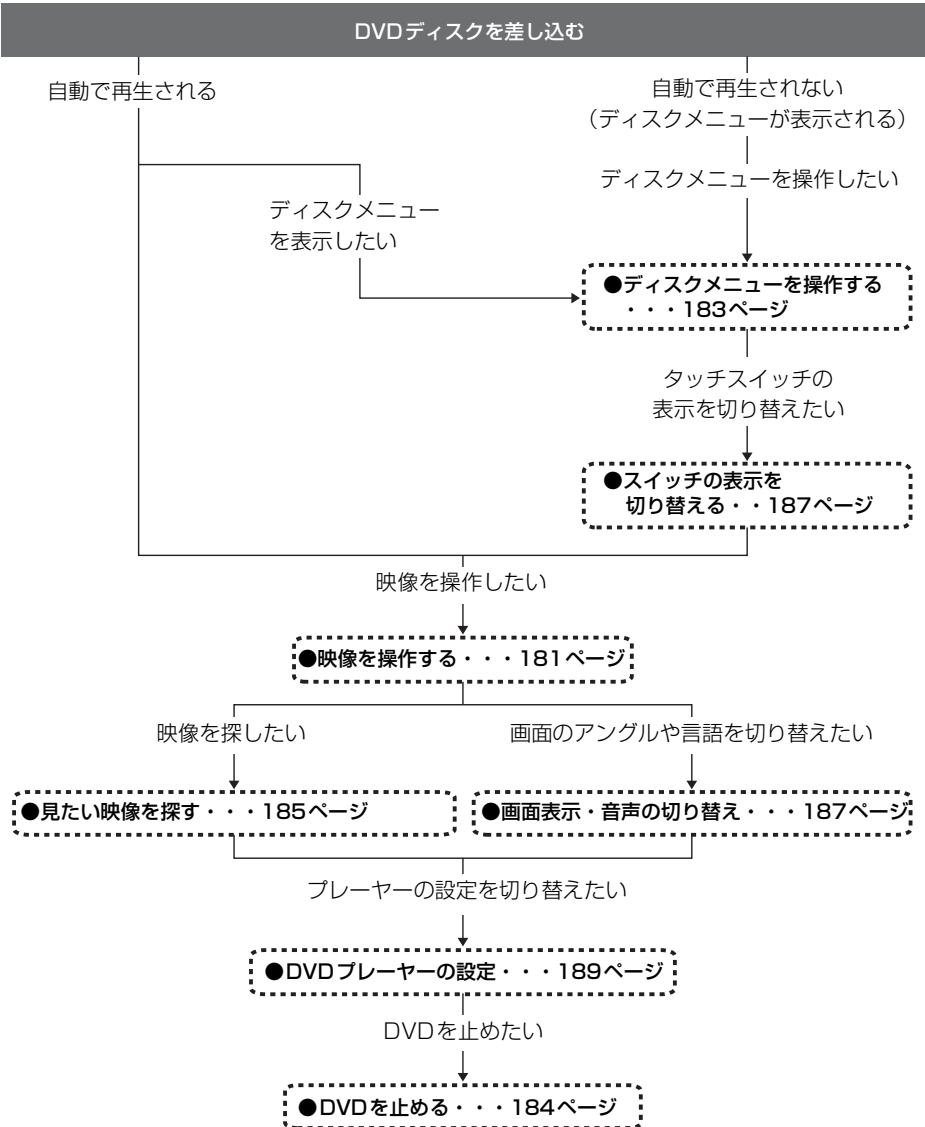 DVDディスクを差し込む
自動で再生される
自動で再生されない
（ディスクメニューが表示される）
ディスクメニューを操作したい
ディスクメニュー
を表示したい
●ディスクメニューを操作する
・・・183ページ
タッチスイッチの
表示を切り替えたい
●スイッチの表示を
切り替える・・187ページ
映像を操作したい
●映像を操作する・・・181ページ
映像を探したい
画面のアングルや言語を切り替えたい
●見たい映像を探す・・・185ページ
●画面表示・音声の切り替え・・・187ページ
プレーヤーの設定を切り替えたい
●DVDプレーヤーの設定・・・189ページ
DVDを止めたい
●DVDを止める・・・184ページ